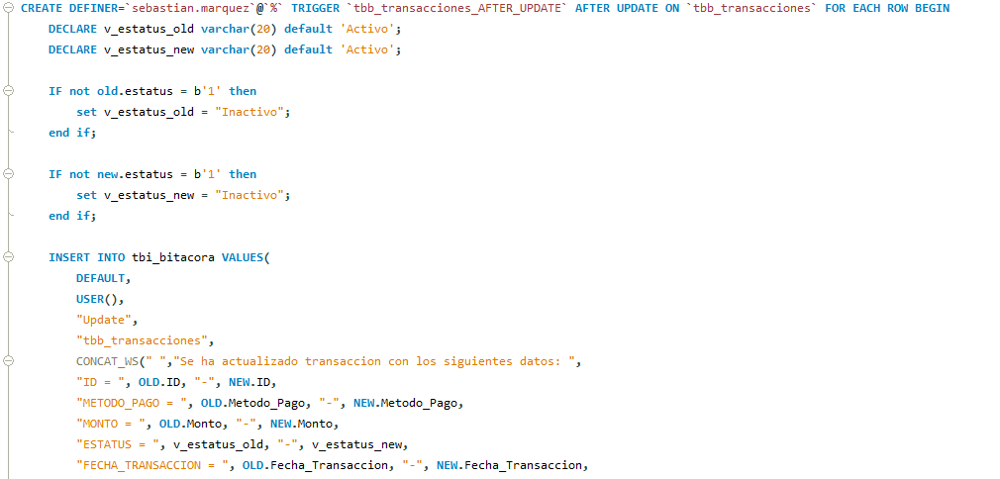 CREATE DEFINER=`sebastian.marquez`@`%` TRIGGER `tbb_transacciones_AFTER_UPDATE` AFTER UPDATE ON `tbb_transacciones` FOR EACH ROW BEGIN
DECLARE v_estatus_old varchar(20) default 'Activo';
DECLARE v_estatus_new varchar(20) default 'Activo';
IF not old.estatus = b'1' then
set v_estatus_old = "Inactivo";
end if;
IF not new.estatus = b'1' then
set v_estatus_new = "Inactivo";
end if;
INSERT INTO tbi_bitacora VALUES(
DEFAULT,
USER(),
"Update",
"tbb_transacciones",
CONCAT_WS(" ","Se ha actualizado transaccion con los siguientes datos: ",
"ID = ", OLD.ID, "-", NEW.ID,
"METODO_PAGO = ", OLD.Metodo_Pago, "-", NEW.Metodo_Pago,
"MONTO = ", OLD.Monto, "-", NEW.Monto,
"ESTATUS = ", v_estatus_old, "-", v_estatus_new,
"FECHA_TRANSACCION = ", OLD.Fecha_Transaccion, "-", NEW.Fecha_Transaccion,